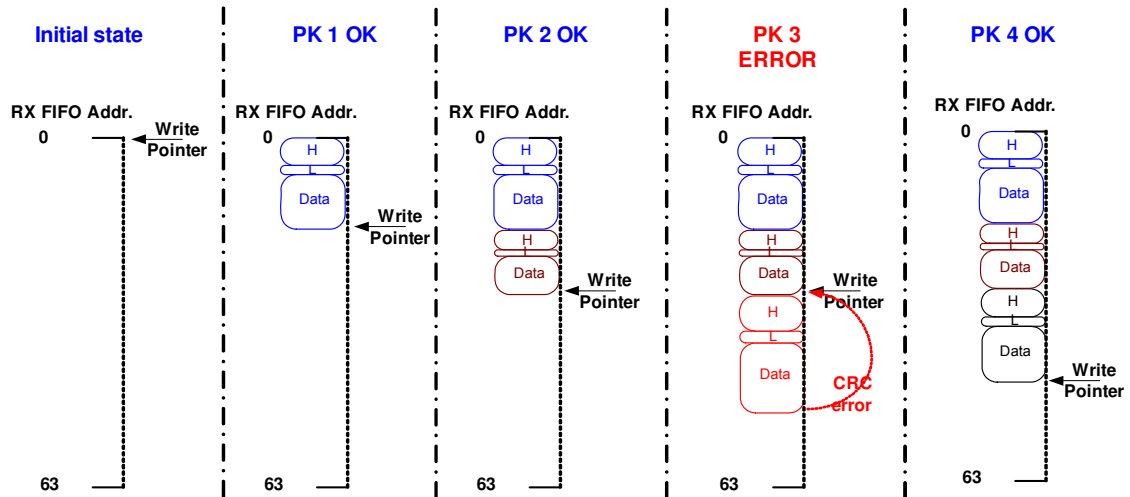 Initial state
RX FIFO Addr.
0
Write
Pointer
63
PK 1 OK
RX FIFO Addr.
0
H
L
Data
Write
Pointer
63
PK 2 OK
RX FIFO Addr.
0
H
L
Data
H
L
Data
Write
Pointer
63
PK 3
ERROR
RX FIFO Addr.
0
H
L
Data
H
L
Data
Write
Pointer
H
L
Data
CRC
error
63
PK 4 OK
RX FIFO Addr.
0
H
L
Data
H
L
Data
H
L
Data
Write
Pointer
63